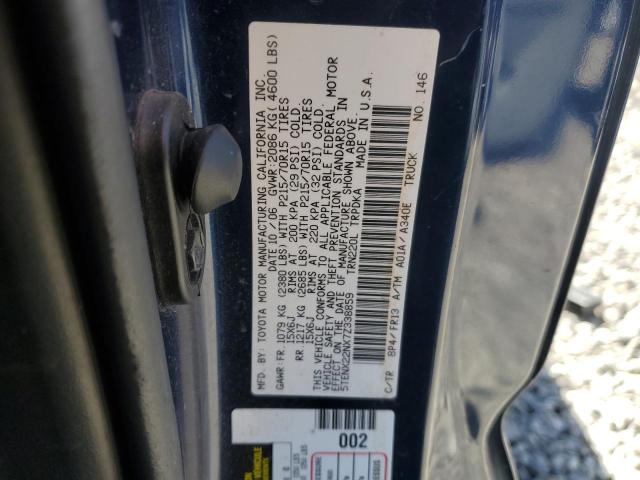 MFD. BY: TOYOTA MOTOR MANUFACTURING CALIFORNIA INC.
DATE 10/06 GVWR: 2086 KG( 4600 LBS)
GAWR: FR 1079 KG (2380 LBS) WITH P215/70R15 TIRES
15X6J RIMS AT 200 KPA (29 PSI) COLD.
RR 1217 KG (2685 LBS) WITH P215/70R15 TIRES
15X6J RIMS AT 220 KPA (32 PSI) COLD.
THIS VEHICLE CONFORMS TO ALL APPLICABLE FEDERAL MOTOR
VEHICLE SAFETY AND THEFT PREVENTION STANDARDS IN
EFFECT ON THE DATE OF MANUFACTURE SHOWN ABOVE.
5TENX22NX7Z338859 MADE IN U.S.A.
TRN220L TRPDKA
C/TR 8P4/FR13 A/TM A01A/A340E TRUCK
NO. 146
002
VEHICLE